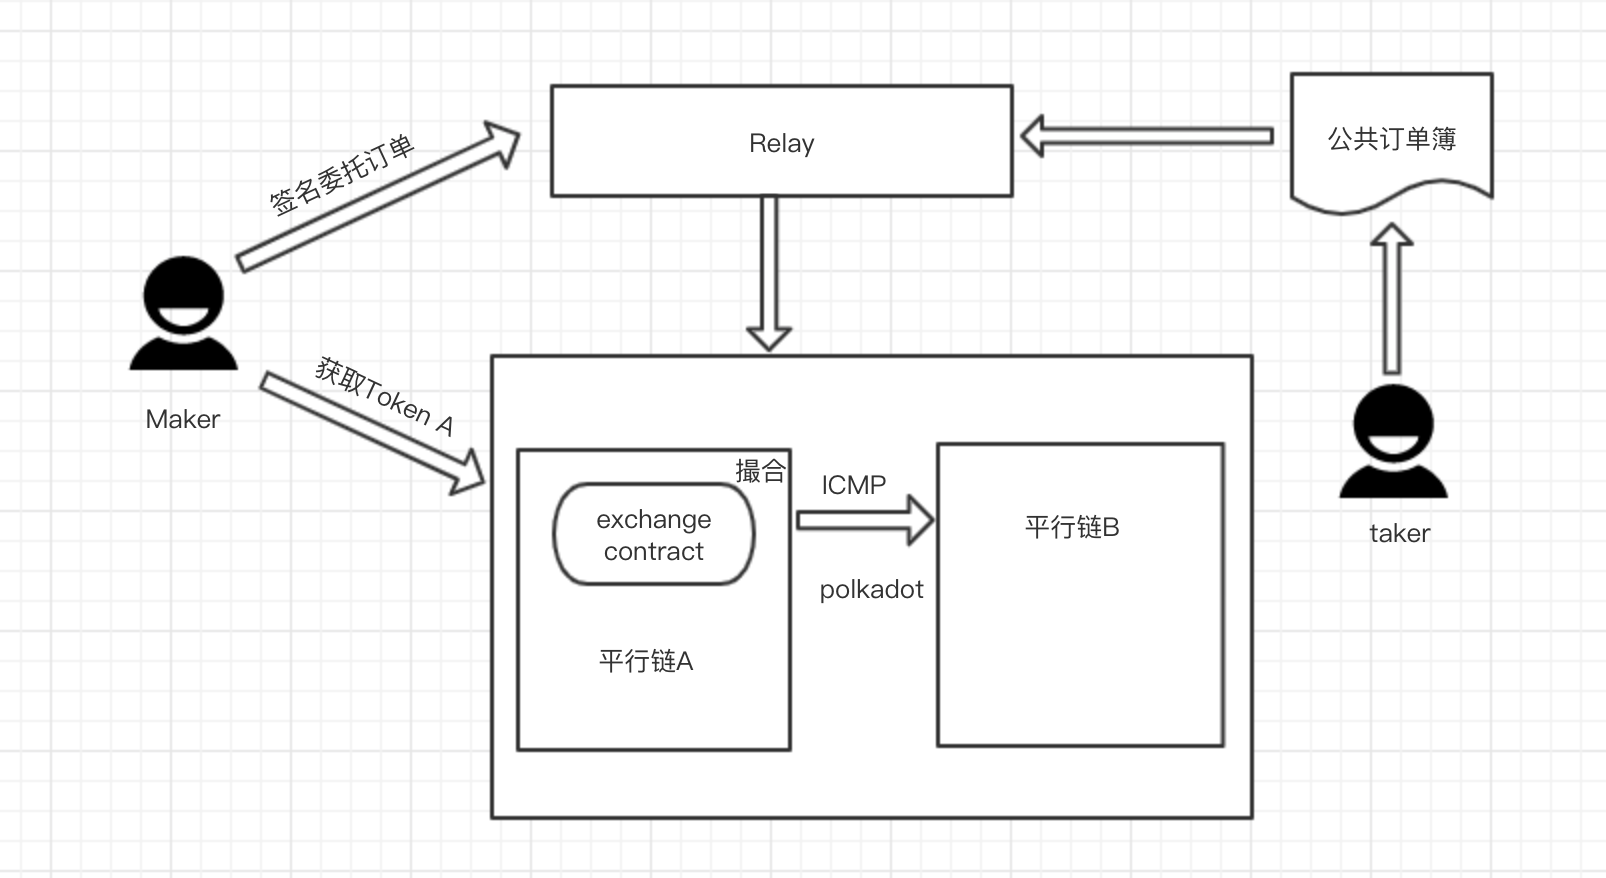 Relay
公共订单簿
签名委托订单
Maker
获取Token A
撮合
exchange
contract
平行链A
ICMP
polkadot
平行链B
taker